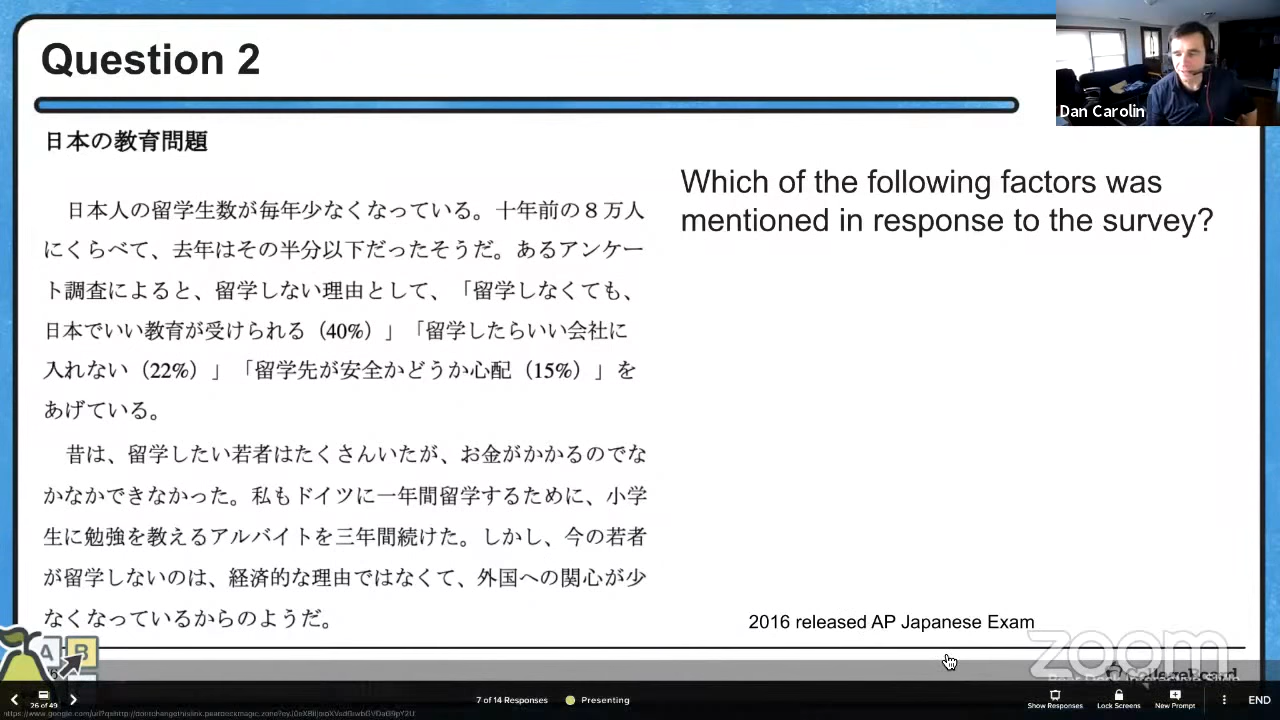 Question 2
Dan Carolin
日本の教育問題
日本人の留学生数が毎年少なくなっている。十年前の８万人
にくらべて、去年はその半分以下だったそうだ。あるアンケー
ト調査によると、留学しない理由として、「留学しなくても、
日本でいい教育が受けられる（40%）」「留学したらいい会社に
入れない（22%）」「留学先が安全かどうか心配（15%）」を
あげている。
昔は、留学したい若者はたくさんいたが、お金がかかるのでな
かなかできなかった。私もドイツに一年間留学するために、小学
生に勉強を教えるアルバイトを三年間続けた。しかし、今の若者
が留学しないのは、経済的な理由ではなくて、外国への関心が少
なくなっているからのようだ。
Which of the following factors was
mentioned in response to the survey?
2016 released AP Japanese Exam
zoom
A B
26 of 49
7 of 14 Responses
Presenting
Show Responses
Lock Screens
New Prompt
END